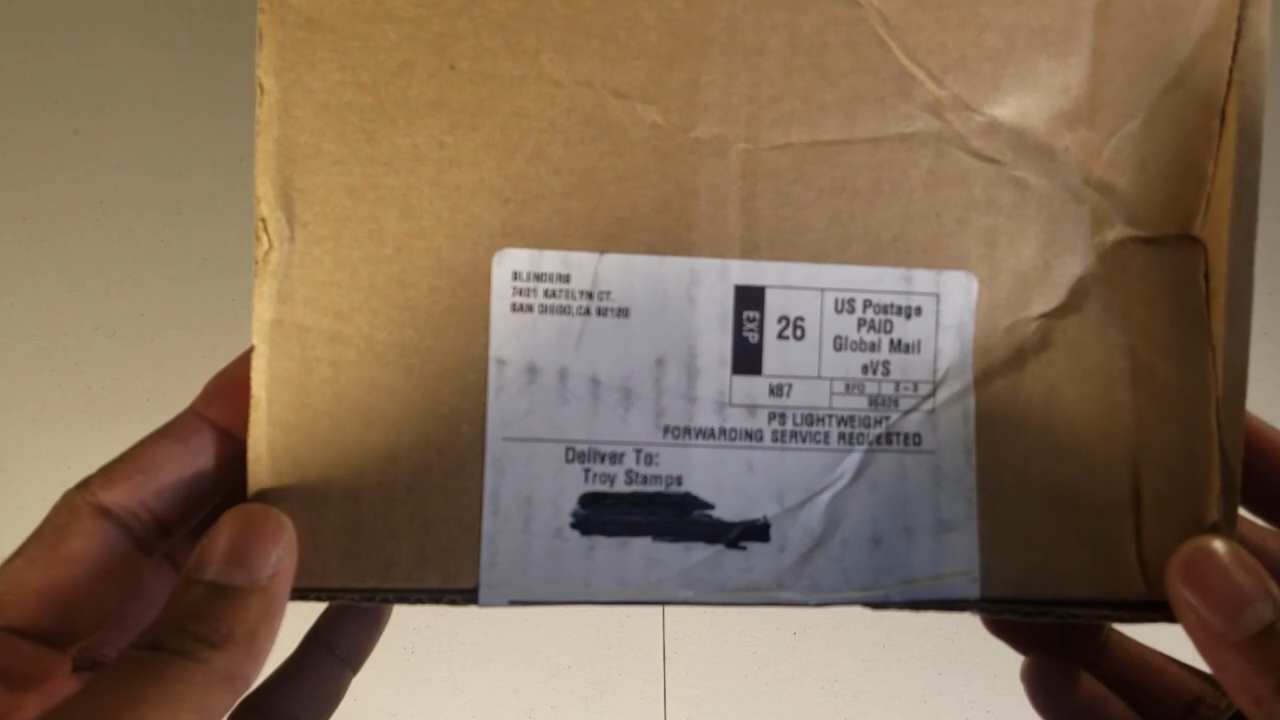 BLENDERS
7401 KATELYN CT.
SAN DIEGO, CA 92120
EXP
26
US Postage
PAID
Global Mail
eVS
k87
PS LIGHTWEIGHT
FORWARDING SERVICE REQUESTED
Deliver To:
Troy Stamps